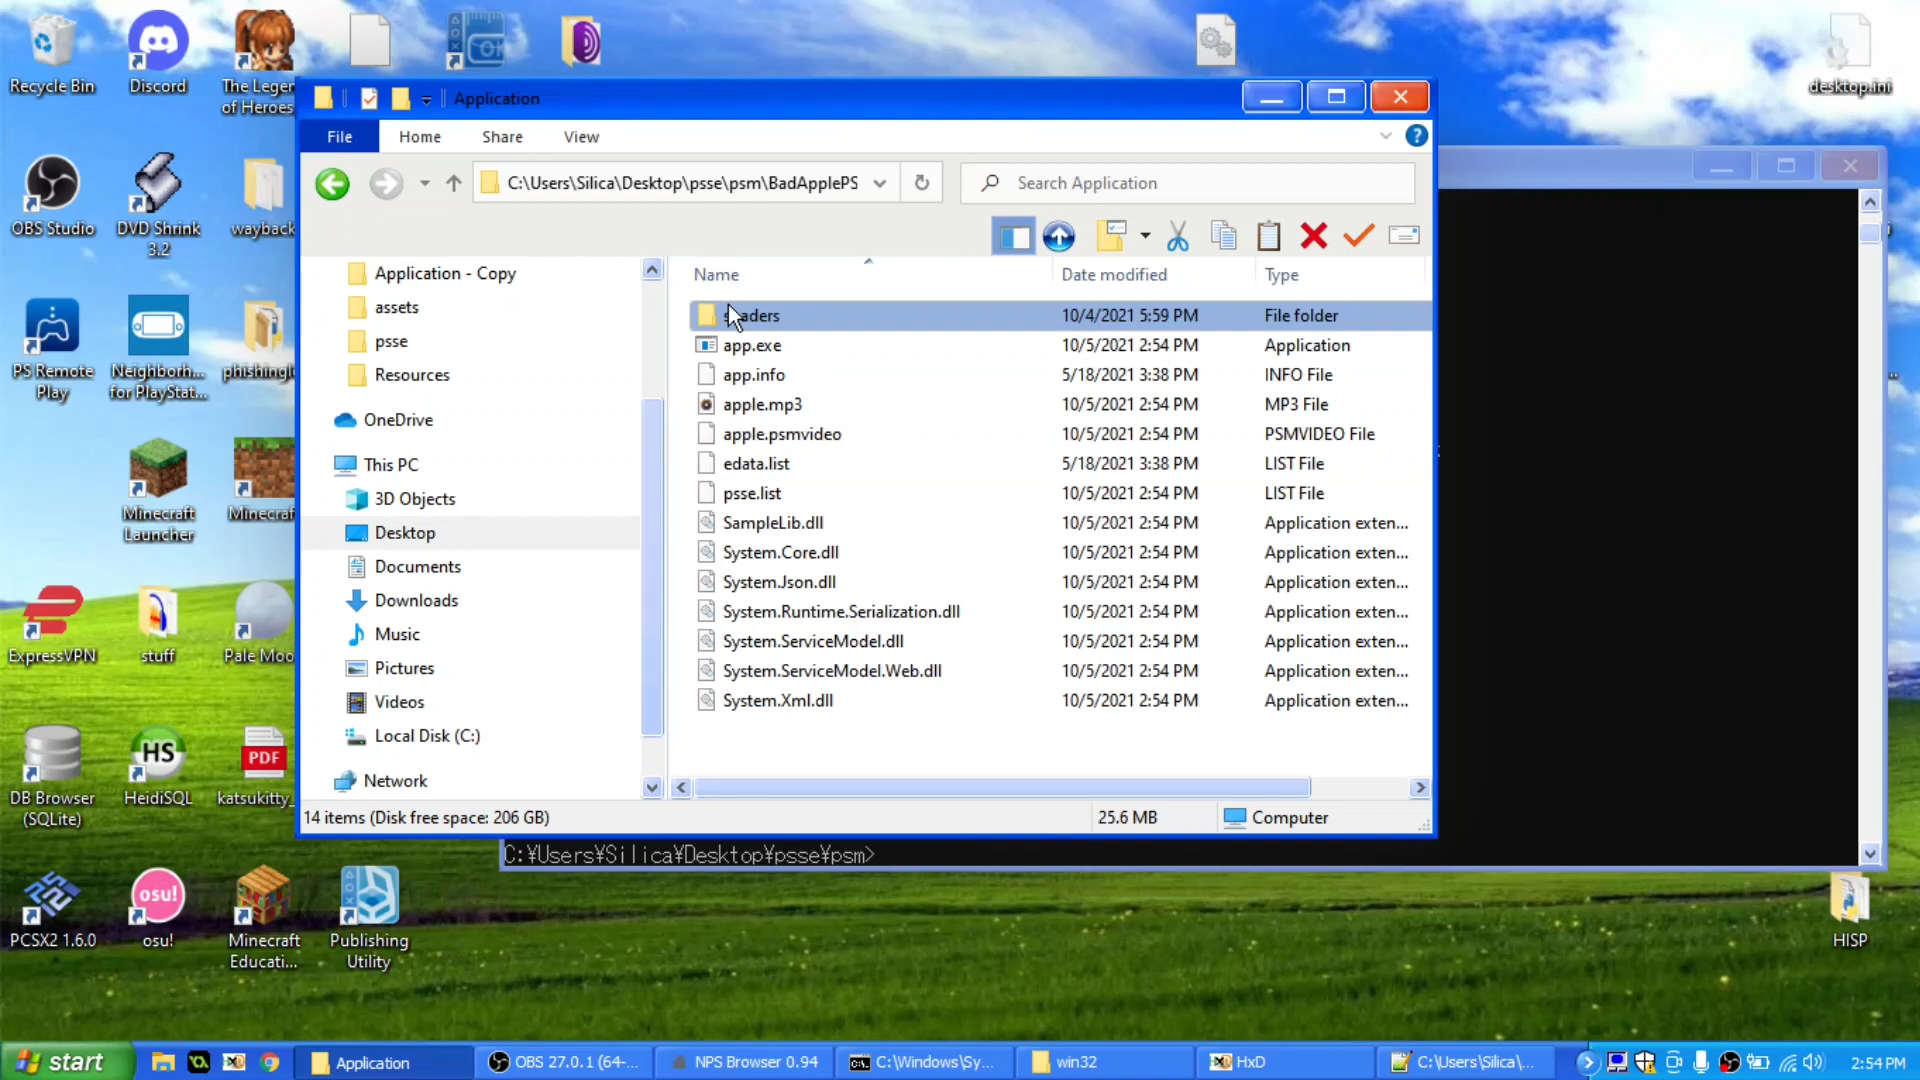 Recycle Bin
Discord
The Leger
of Heroes
desktop.ini
Application
File
Home
Share
View
C:\Users\Silica\Desktop\psse\psm\BadApplePS
Search Application
OBS Studio
DVD Shrink
3.2
wayback
Application - Copy
assets
psse
Resources
OneDrive
This PC
3D Objects
Desktop
Documents
Downloads
Music
Pictures
Videos
Local Disk (C:)
Network
Name
Date modified
Type
10/4/2021 5:59 PM
File folder
app.exe
10/5/2021 2:54 PM
Application
app.info
5/18/2021 3:38 PM
INFO File
apple.mp3
10/5/2021 2:54 PM
MP3 File
apple.psmvideo
10/5/2021 2:54 PM
PSMVIDEO File
edata.list
5/18/2021 3:38 PM
LIST File
psse.list
10/5/2021 2:54 PM
LIST File
SampleLib.dll
10/5/2021 2:54 PM
Application exten...
System.Core.dll
10/5/2021 2:54 PM
Application exten...
System.Json.dll
10/5/2021 2:54 PM
Application exten...
System.Runtime.Serialization.dll
10/5/2021 2:54 PM
Application exten...
System.ServiceModel.dll
10/5/2021 2:54 PM
Application exten...
System.ServiceModel.Web.dll
10/5/2021 2:54 PM
Application exten...
System.Xml.dll
10/5/2021 2:54 PM
Application exten...
14 items (Disk free space: 206 GB)
25.6 MB
Computer
PS Remote
Play
Neighborh...
for PlayStat...
Minecraft
Launcher
Minecraf
ExpressVPN
stuff
Pale Moo
DB Browser
(SQLite)
HS
HeidiSQL
PDF
katsukitty_
C:¥Users¥Silica¥Desktop¥psse¥psm>
PCSX2 1.6.0
osu!
osu!
Minecraft
Educati...
Publishing
Utility
HISP
start
Application
OBS 27.0.1 (64-...
NPS Browser 0.94
C:\Windows\Sy...
win32
HxD
C:\Users\Silica\...
2:54 PM